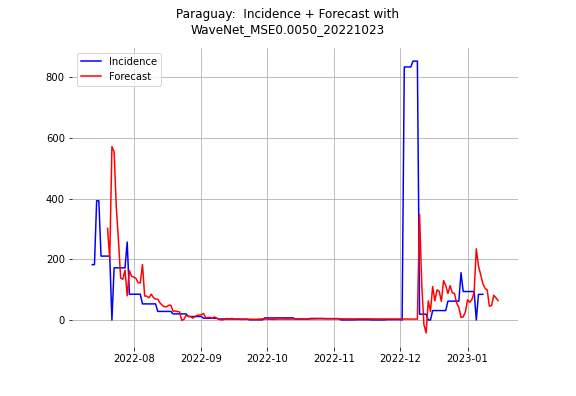 Paraguay:  Incidence + Forecast with
WaveNet_MSE0.0050_20221023
Incidence
Forecast
800
600
400
200
0
2022-08
2022-09
2022-10
2022-11
2022-12
2023-01